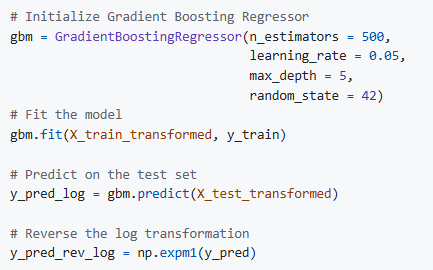 # Initialize Gradient Boosting Regressor
gbm = GradientBoostingRegressor(n_estimators = 500,
                                learning_rate = 0.05,
                                max_depth = 5,
                                random_state = 42)
# Fit the model
gbm.fit(X_train_transformed, y_train)

# Predict on the test set
y_pred_log = gbm.predict(X_test_transformed)

# Reverse the log transformation
y_pred_rev_log = np.expm1(y_pred)